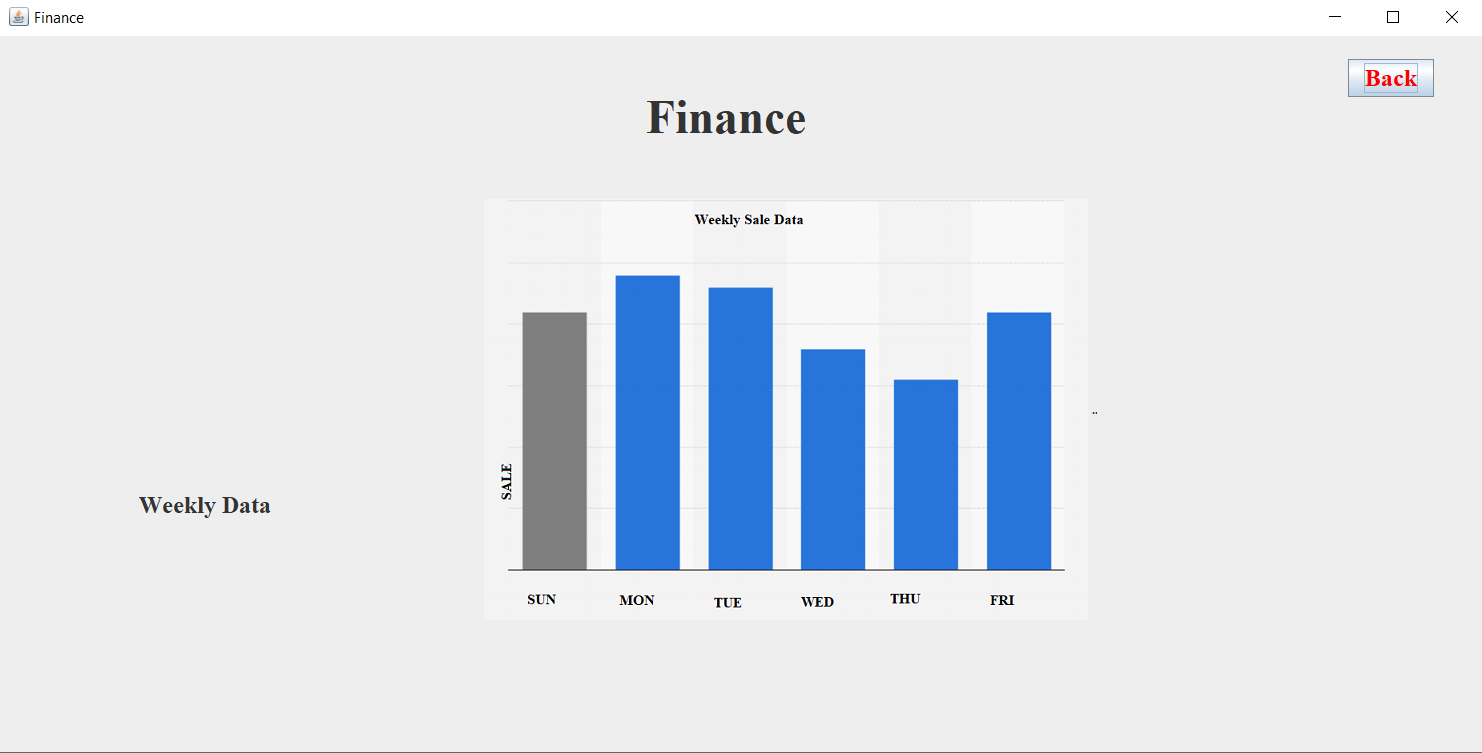 Finance
Back
Finance
Weekly Sale Data
SALE
Weekly Data
SUN MON TUE WED THU FRI
..